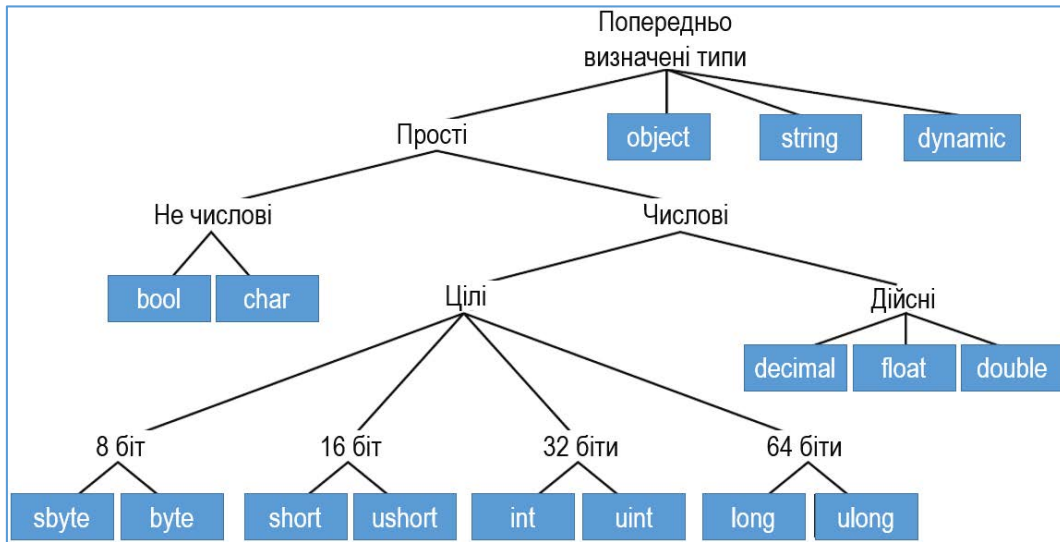 Попередньо
визначені типи
Прості
object
string
dynamic
Не числові
Числові
bool
char
Цілі
Дійсні
decimal
float
double
8 біт
16 біт
32 біти
64 біти
sbyte
byte
short
ushort
int
uint
long
ulong